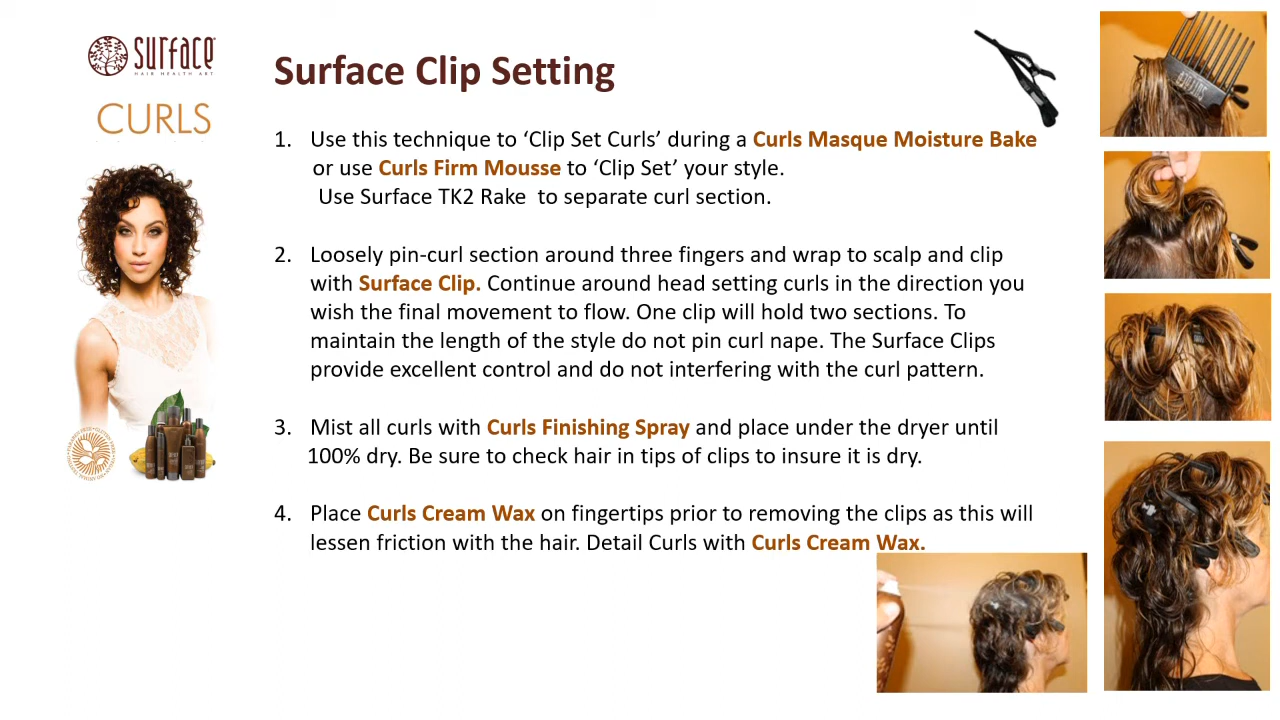 surface
HAIR HEALTH ART
CURLS
Surface Clip Setting
1. Use this technique to ‘Clip Set Curls’ during a Curls Masque Moisture Bake
or use Curls Firm Mousse to ‘Clip Set’ your style.
Use Surface TK2 Rake to separate curl section.
2. Loosely pin-curl section around three fingers and wrap to scalp and clip
with Surface Clip. Continue around head setting curls in the direction you
wish the final movement to flow. One clip will hold two sections. To
maintain the length of the style do not pin curl nape. The Surface Clips
provide excellent control and do not interfering with the curl pattern.
3. Mist all curls with Curls Finishing Spray and place under the dryer until
100% dry. Be sure to check hair in tips of clips to insure it is dry.
4. Place Curls Cream Wax on fingertips prior to removing the clips as this will
lessen friction with the hair. Detail Curls with Curls Cream Wax.